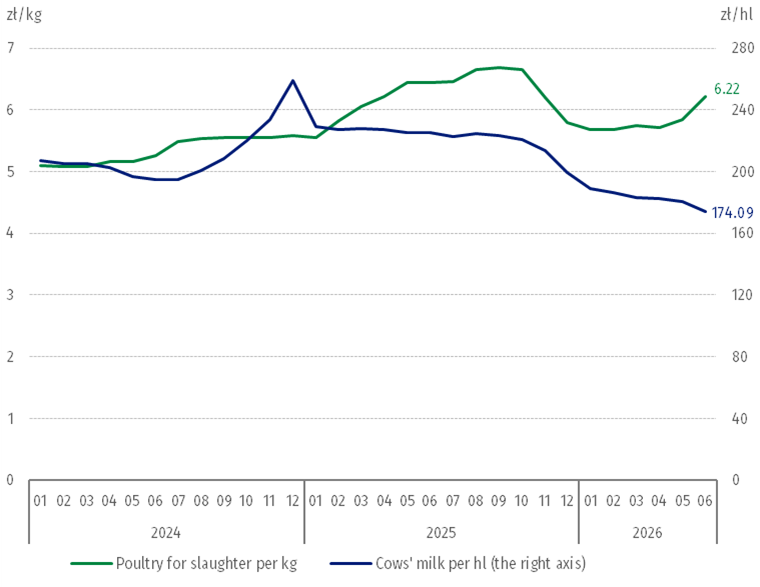 zł/kg zł/hl
7 280
6.22
6 240
5 200
174.09
4 160
3 120
2 80
1 40
0 0
01 02 03 04 05 06 07 08 09 10 11 12 01 02 03 04 05 06 07 08 09 10 11 12 01 02 03 04 05 06
2024 2025 2026
Poultry for slaughter per kg Cows' milk per hl (the right axis)